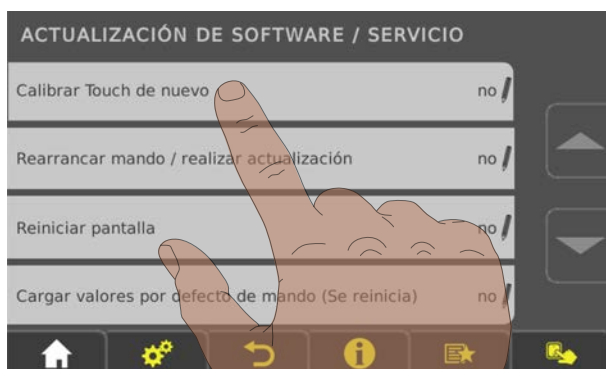 ACTUALIZACIÓN DE SOFTWARE / SERVICIO
Calibrar Touch de nuevo no
Rearrancar mando / realizar actualización no
Reiniciar pantalla no
Cargar valores por defecto de mando (Se reinicia) no